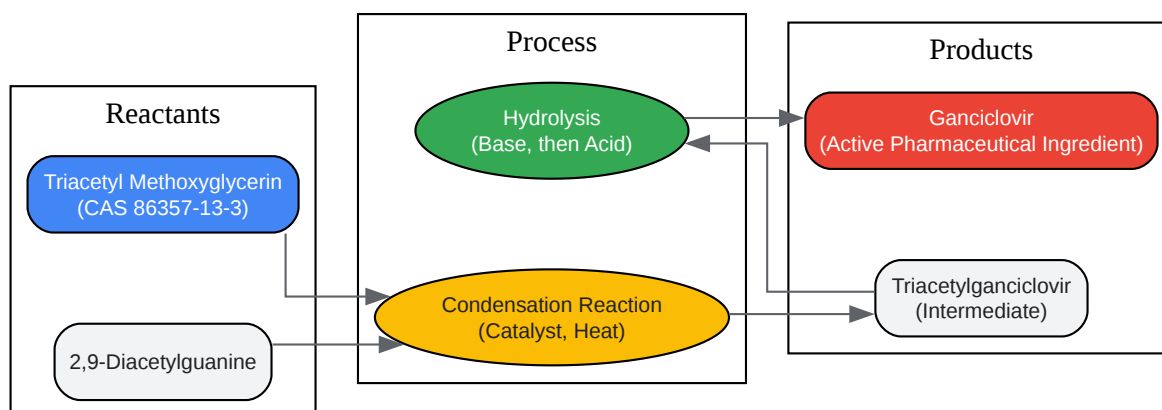 Reactants
Triacetyl Methoxyglycerin
(CAS 86357-13-3)
2,9-Diacetylguanine
Process
Hydrolysis
(Base, then Acid)
Condensation Reaction
(Catalyst, Heat)
Products
Ganciclovir
(Active Pharmaceutical Ingredient)
Triacetylganciclovir
(Intermediate)